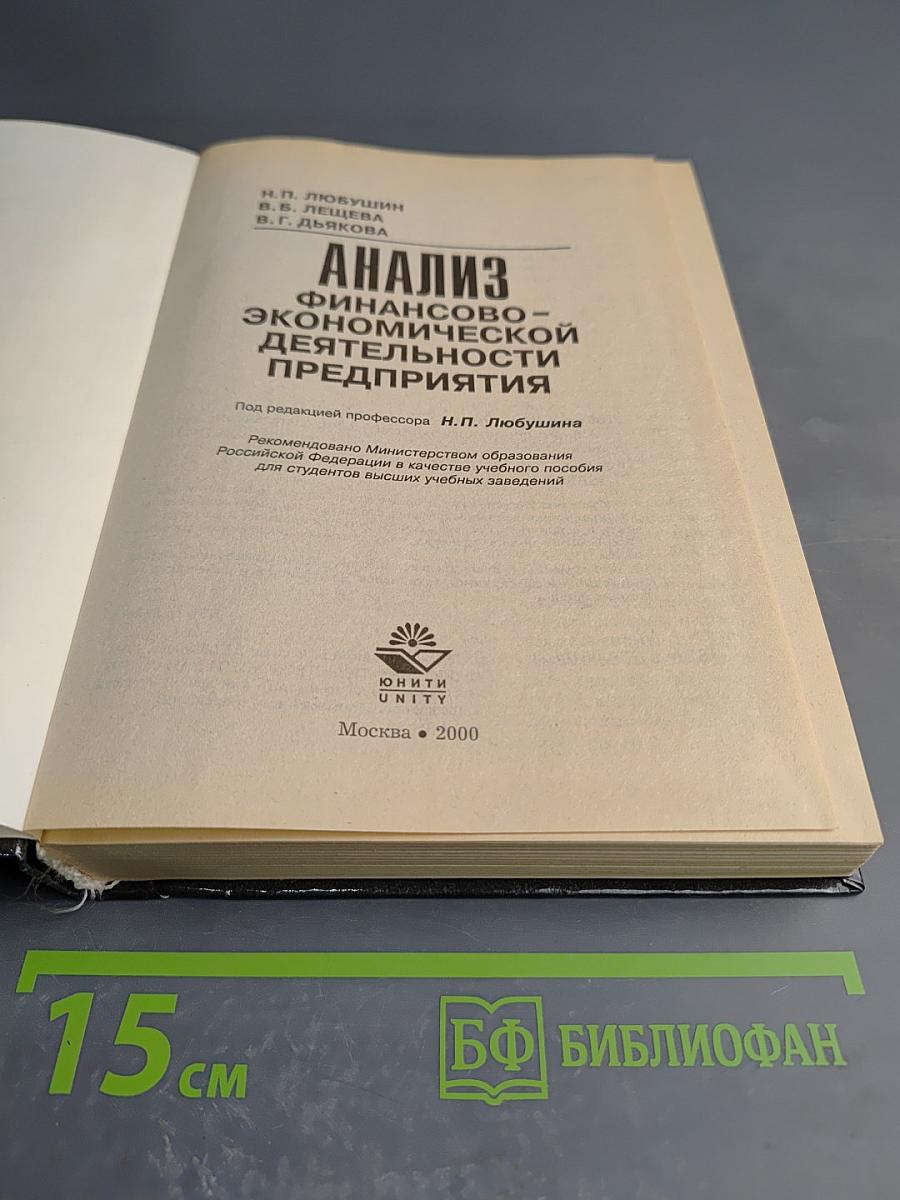 Н.П. ЛЮБУШИН
В.Б. ЛЕЩЕВА
В.Г. ДЬЯКОВА
АНАЛИЗ
ФИНАНСОВО-
ЭКОНОМИЧЕСКОЙ
ДЕЯТЕЛЬНОСТИ
ПРЕДПРИЯТИЯ
Под редакцией профессора Н.П. Любушина
Рекомендовано Министерством образования
Российской Федерации в качестве учебного пособия
для студентов высших учебных заведений
ЮНИТИ
UNITY
Москва • 2000
15 см
БФ БИБЛИОФАН